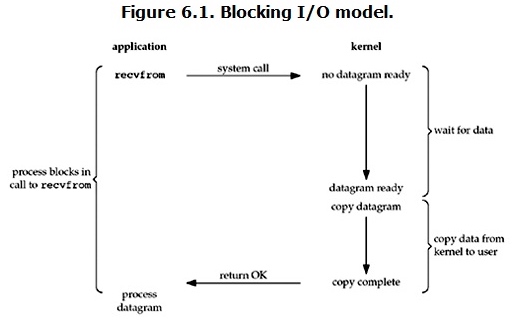 Figure 6.1. Blocking I/O model.
application
kernel
recvfrom
system call
no datagram ready
wait for data
process blocks in
call to recvfrom
datagram ready
copy datagram
copy data from
kernel to user
return OK
copy complete
process
datagram